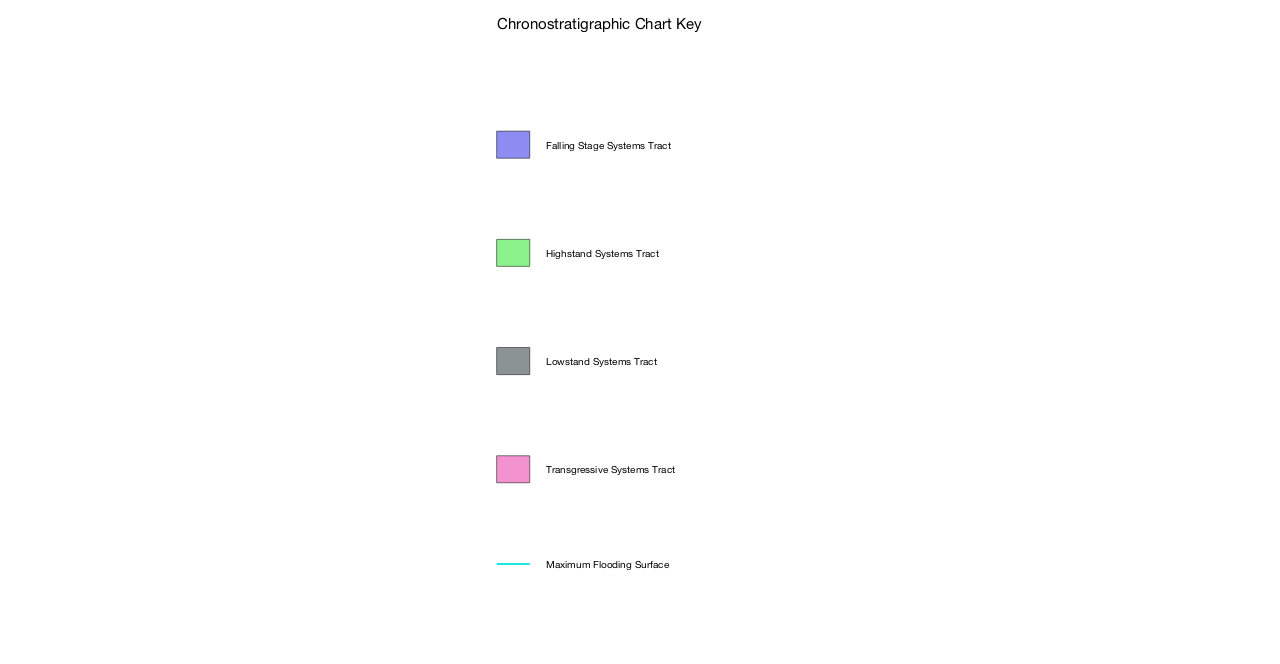 Chronostratigraphic Chart Key
Falling Stage Systems Tract
Highstand Systems Tract
Lowstand Systems Tract
Transgressive Systems Tract
Maximum Flooding Surface